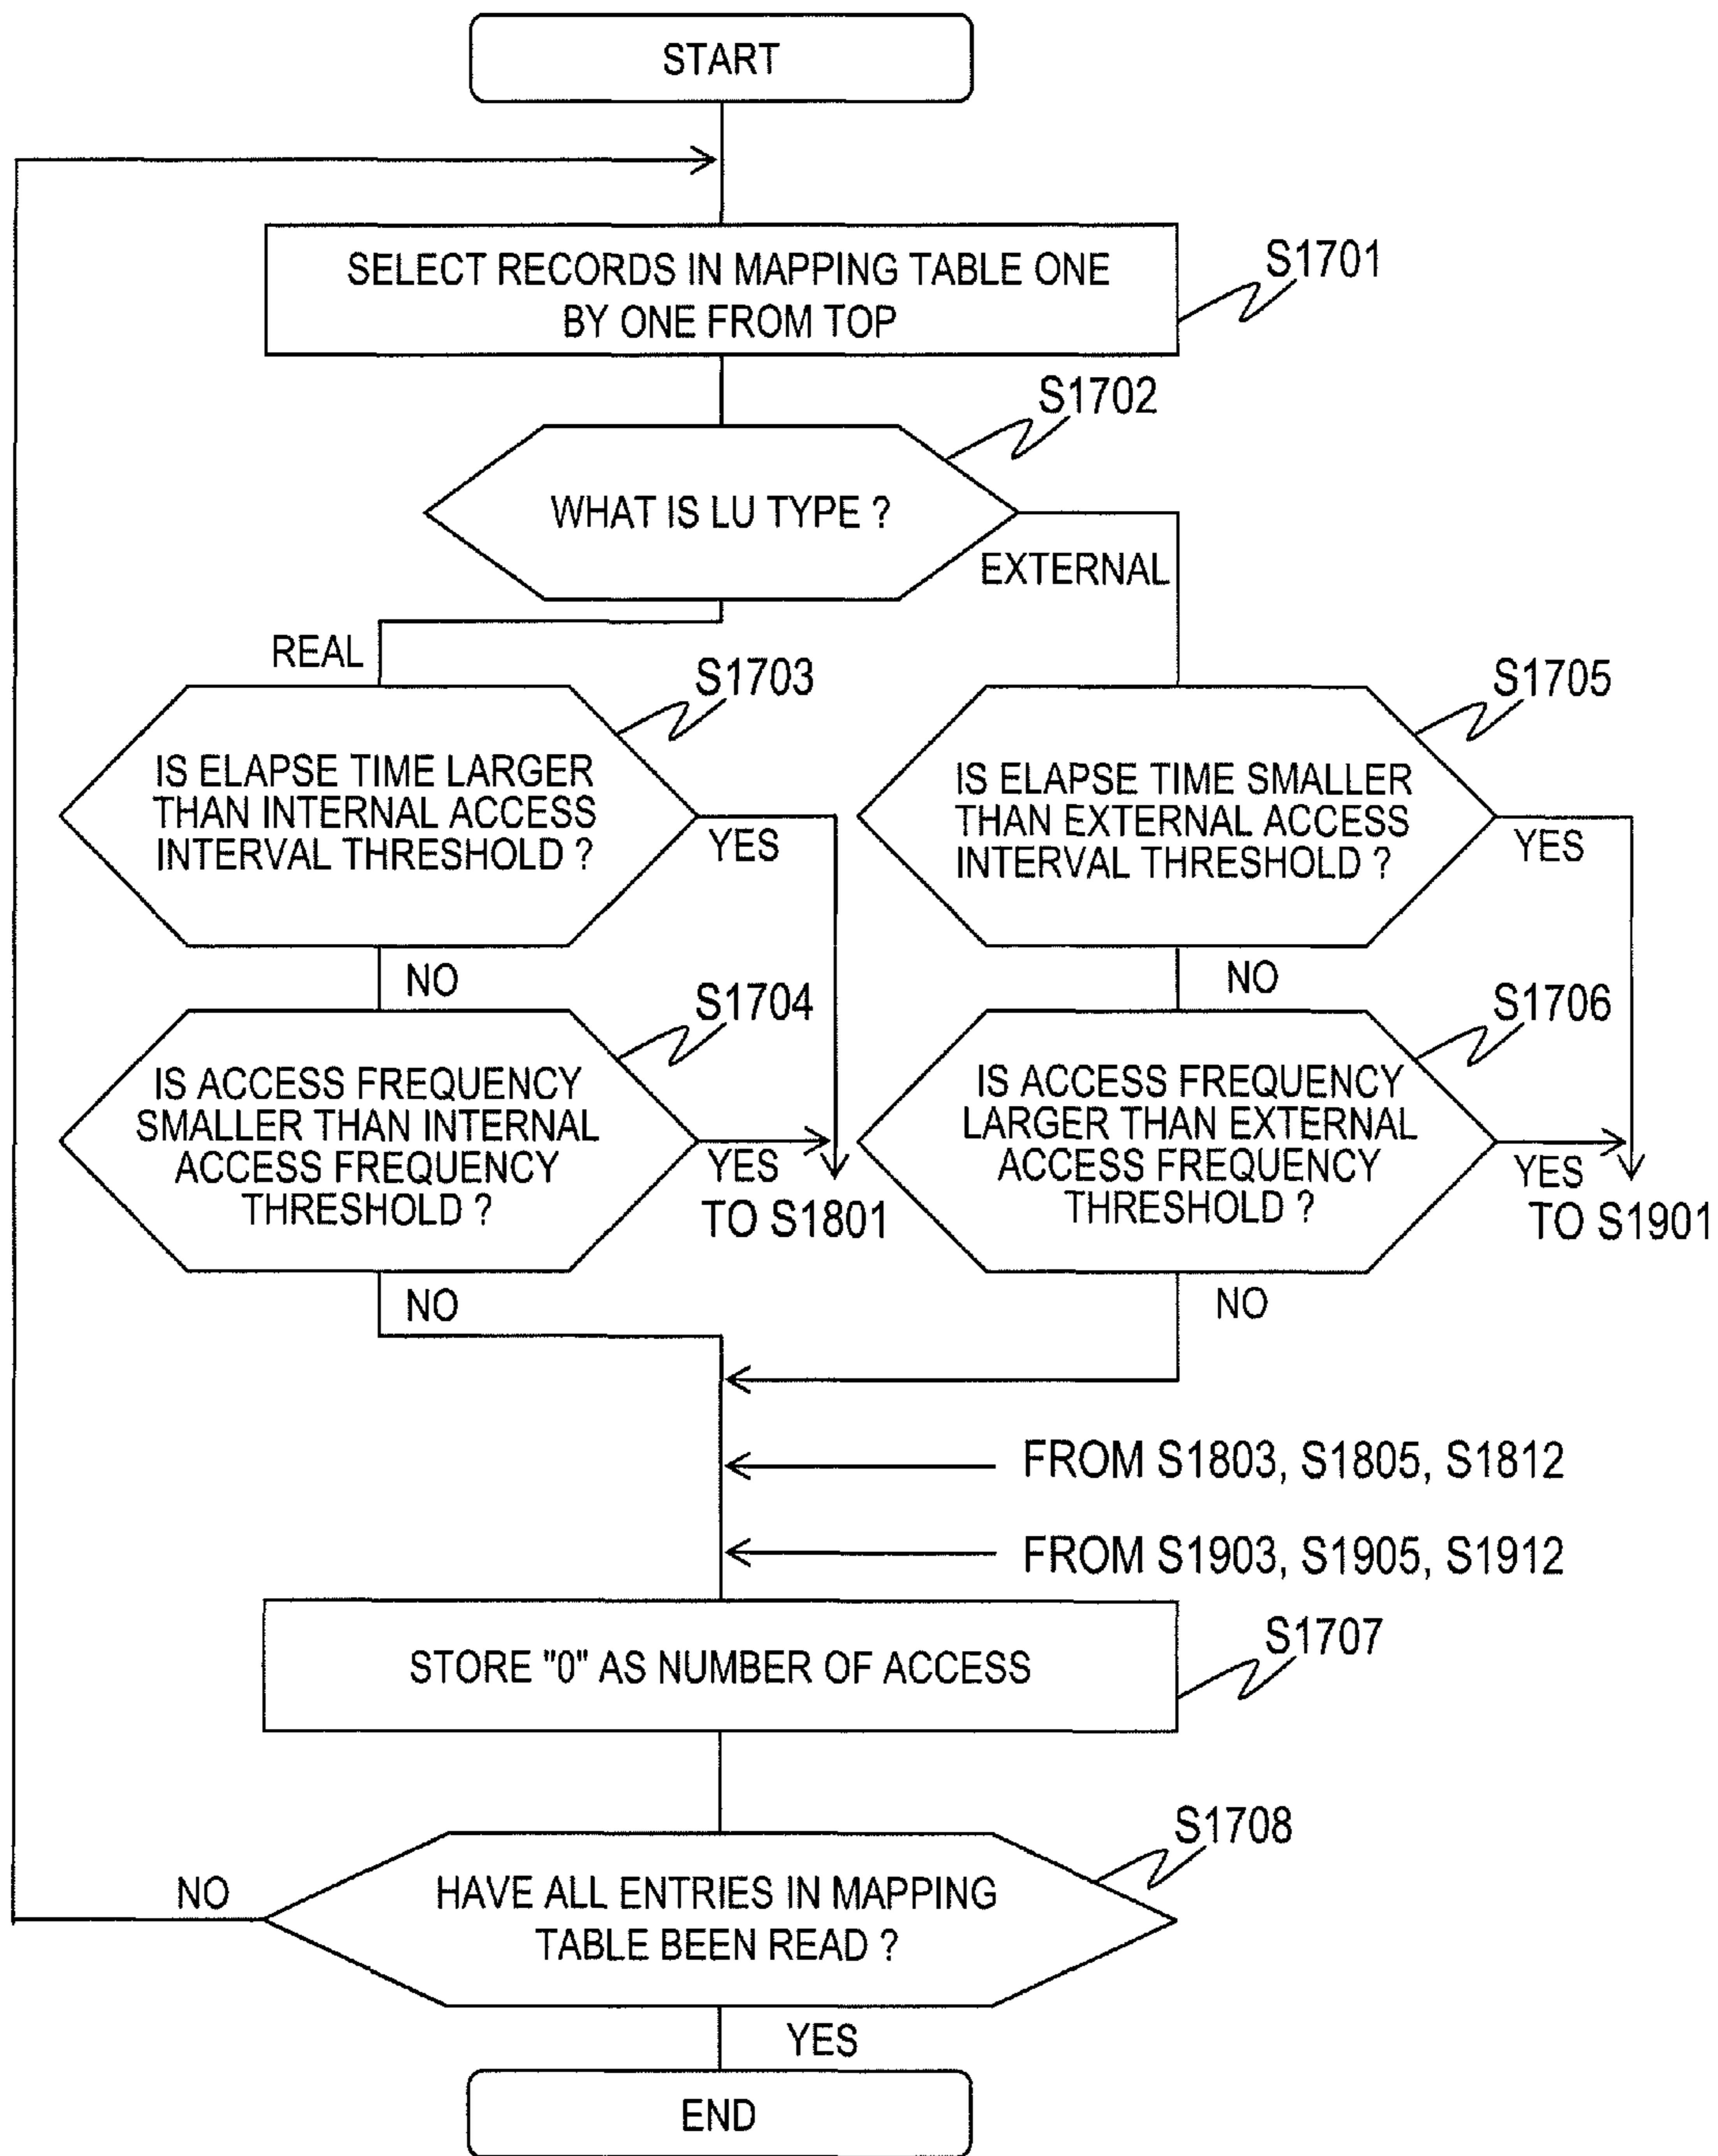 START
SELECT RECORDS IN MAPPING TABLE ONE
BY ONE FROM TOP
S1701
S1702
WHAT IS LU TYPE ?
EXTERNAL
REAL
S1703
S1705
IS ELAPSE TIME LARGER
THAN INTERNAL ACCESS
INTERVAL THRESHOLD ?
YES
IS ELAPSE TIME SMALLER
THAN EXTERNAL ACCESS
INTERVAL THRESHOLD ?
YES
NO
NO
S1704
S1706
IS ACCESS FREQUENCY
SMALLER THAN INTERNAL
ACCESS FREQUENCY
THRESHOLD ?
YES
TO S1801
IS ACCESS FREQUENCY
LARGER THAN EXTERNAL
ACCESS FREQUENCY
THRESHOLD ?
YES
TO S1901
NO
NO
FROM S1803, S1805, S1812
FROM S1903, S1905, S1912
S1707
STORE "0" AS NUMBER OF ACCESS
S1708
NO
HAVE ALL ENTRIES IN MAPPING
TABLE BEEN READ ?
YES
END